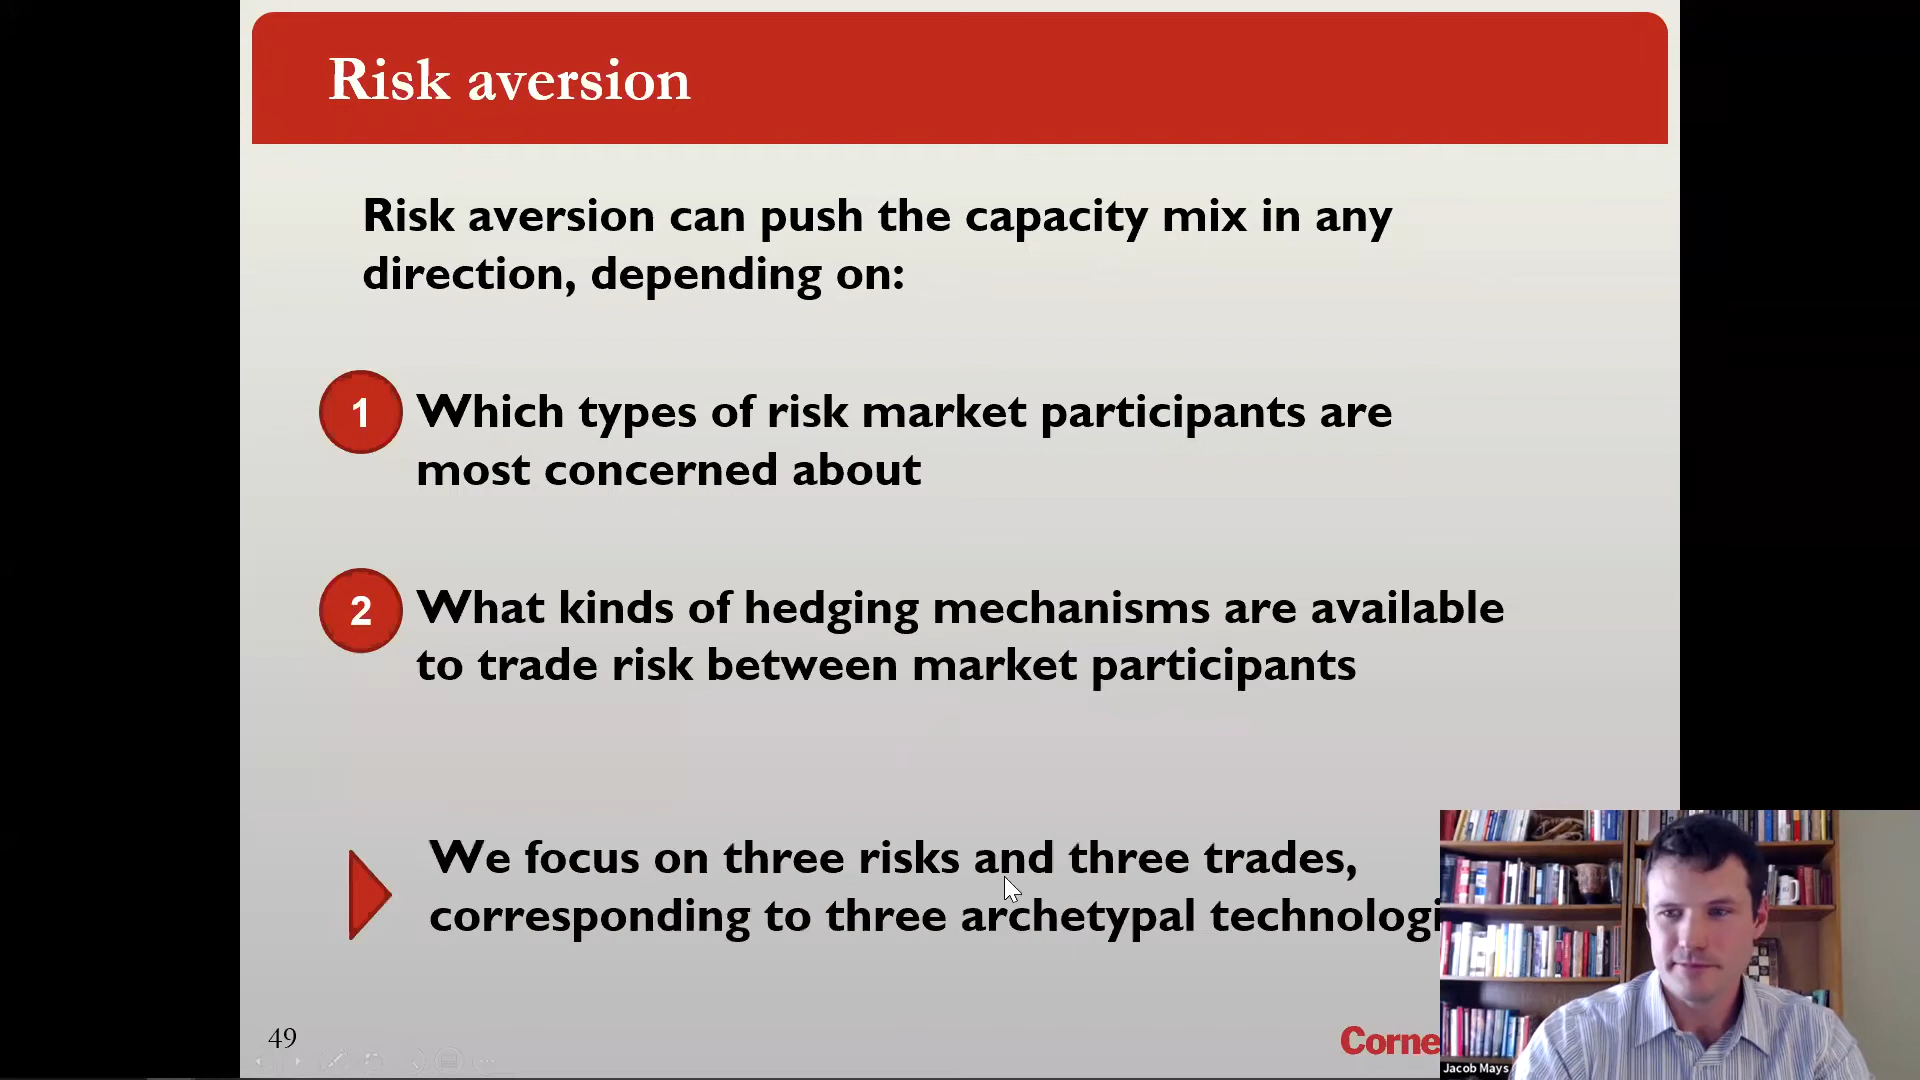 Risk aversion
Risk aversion can push the capacity mix in any
direction, depending on:
1 Which types of risk market participants are
most concerned about
2 What kinds of hedging mechanisms are available
to trade risk between market participants
We focus on three risks and three trades,
corresponding to three archetypal technologi
49
Corne
Jacob Mays